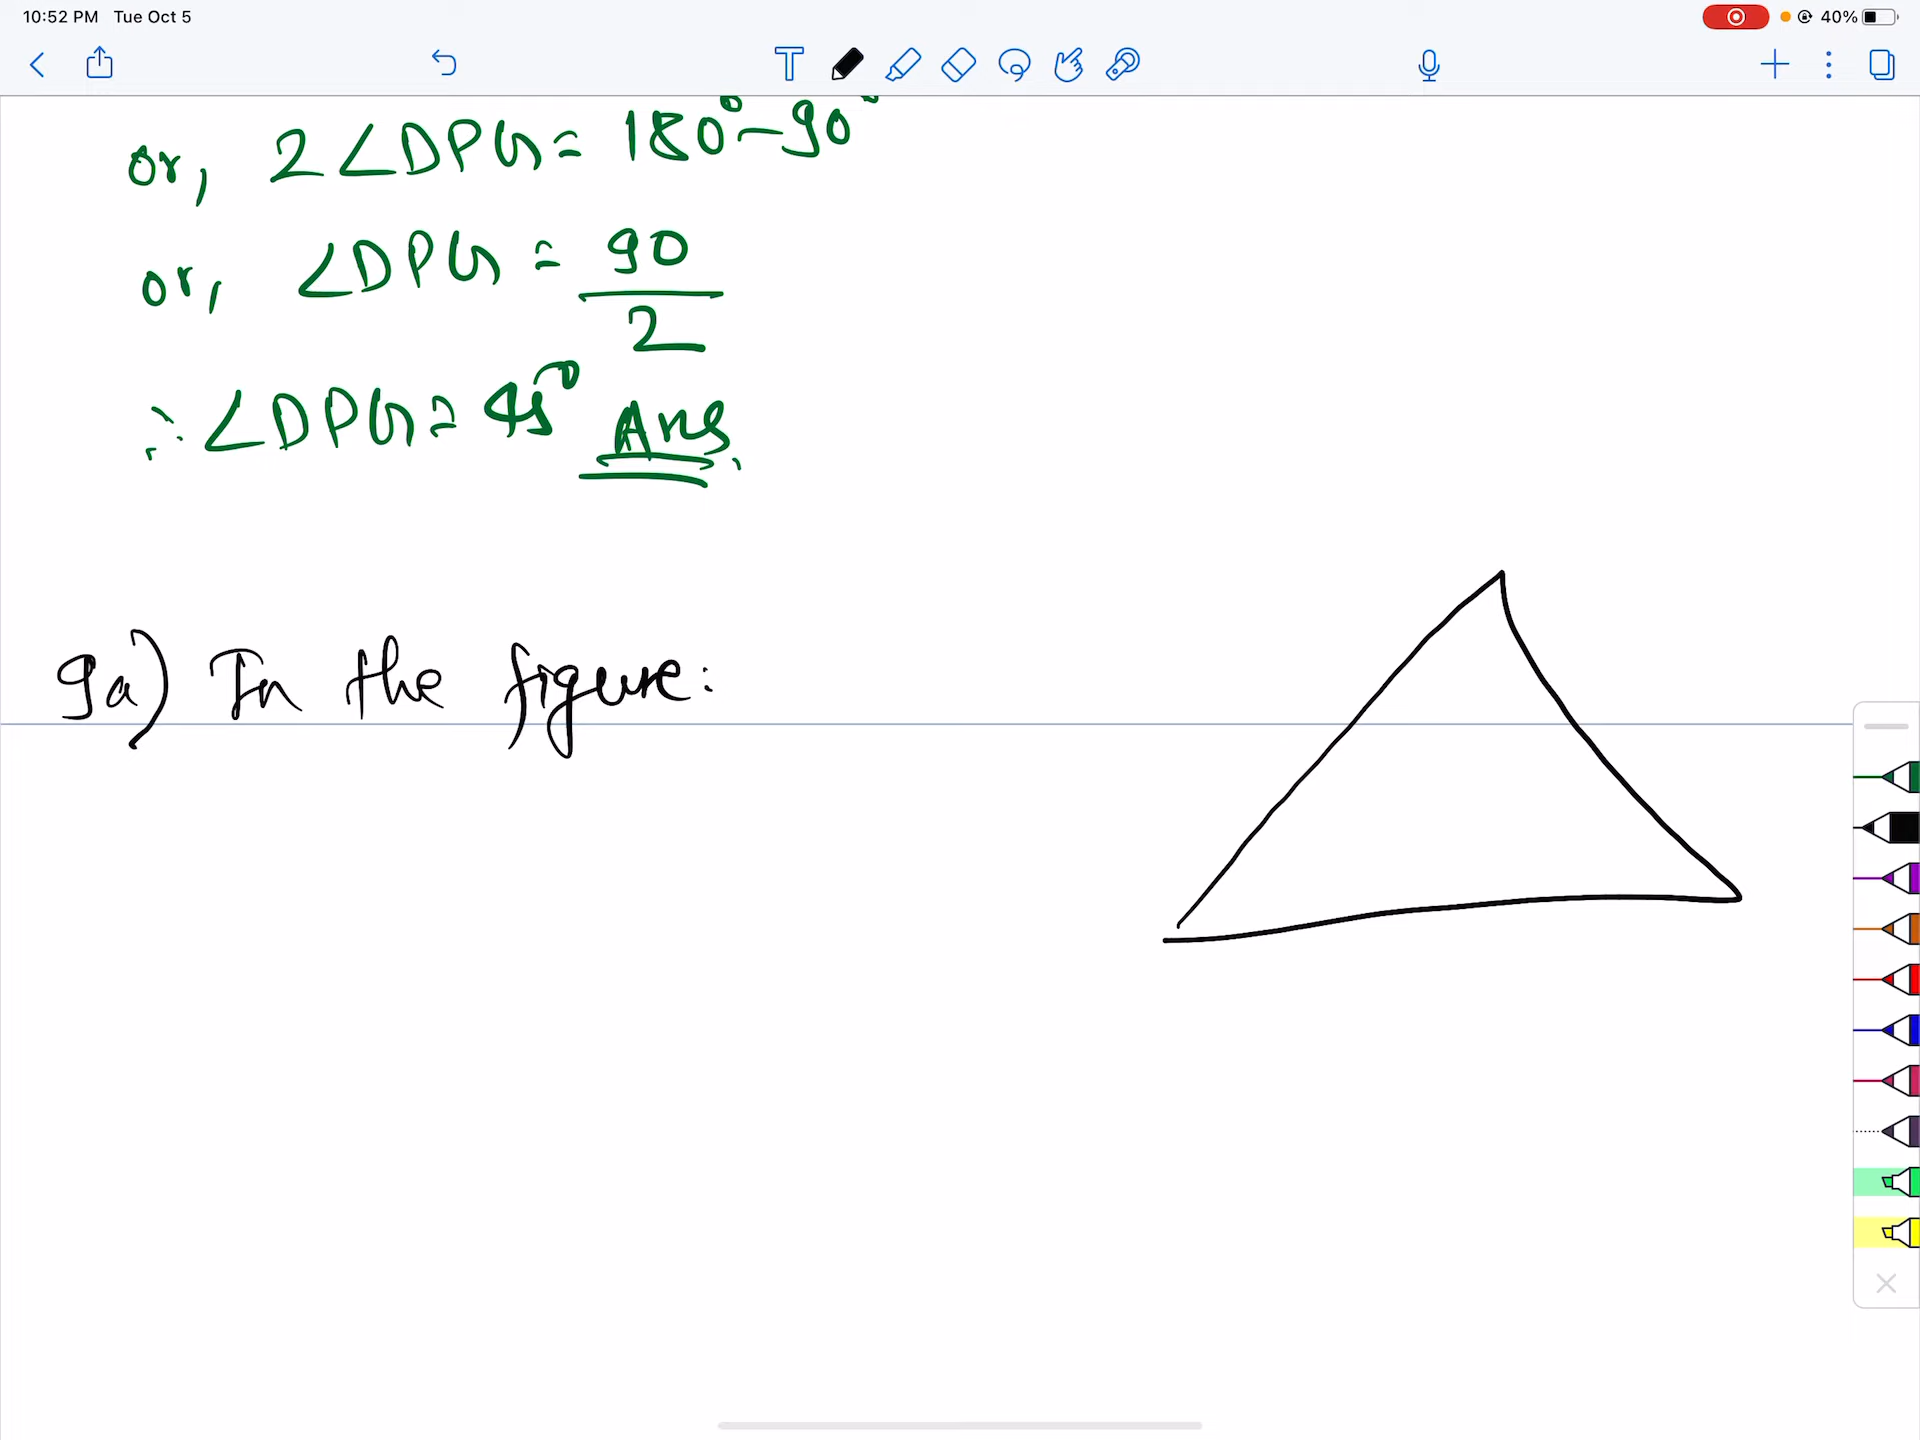 10:52 PM Tue Oct 5 40%
or, 2∠DPG = 180° - 90°
or, ∠DPG = 90/2
∴ ∠DPG = 45° Ans.
9a) In the figure: